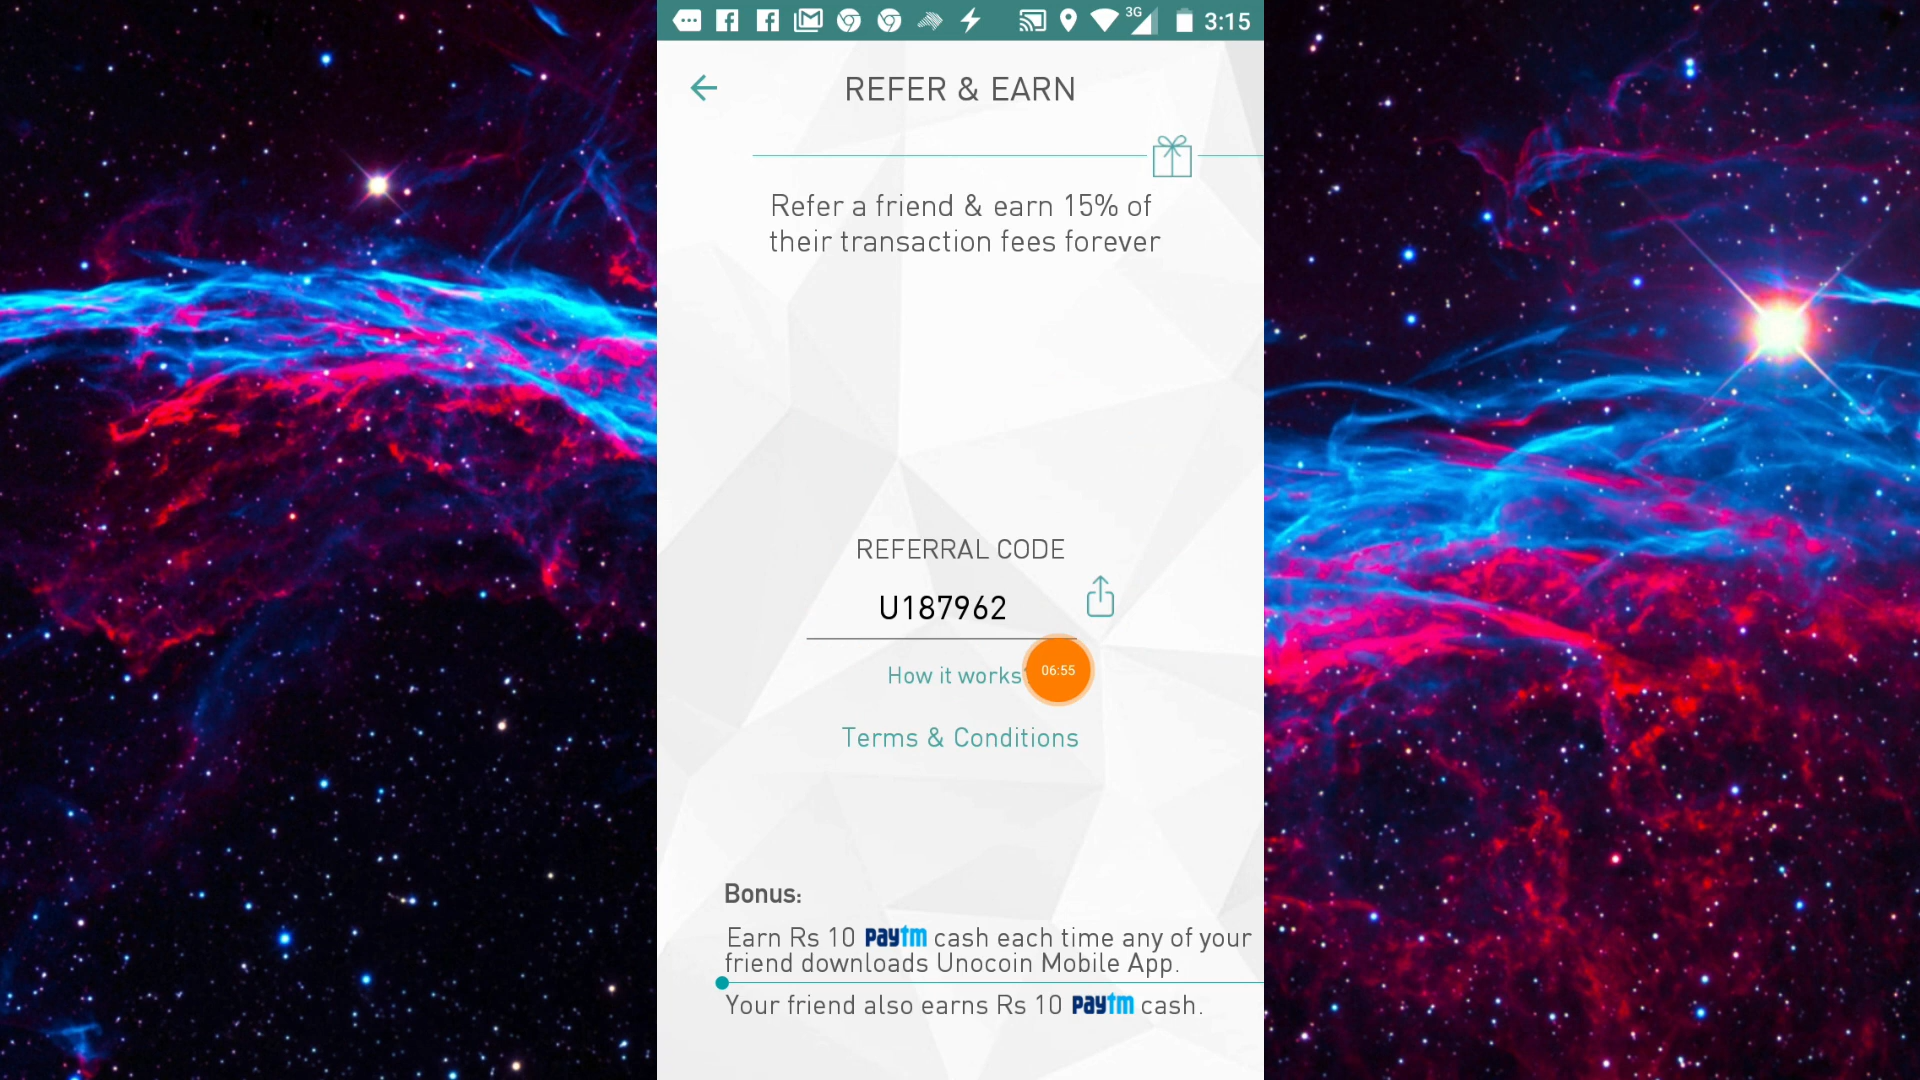 3G 3:15
REFER & EARN
Refer a friend & earn 15% of
their transaction fees forever
REFERRAL CODE
U187962
How it works
06:55
Terms & Conditions
Bonus:
Earn Rs 10 paytm cash each time any of your
friend downloads Unocoin Mobile App.
Your friend also earns Rs 10 paytm cash.